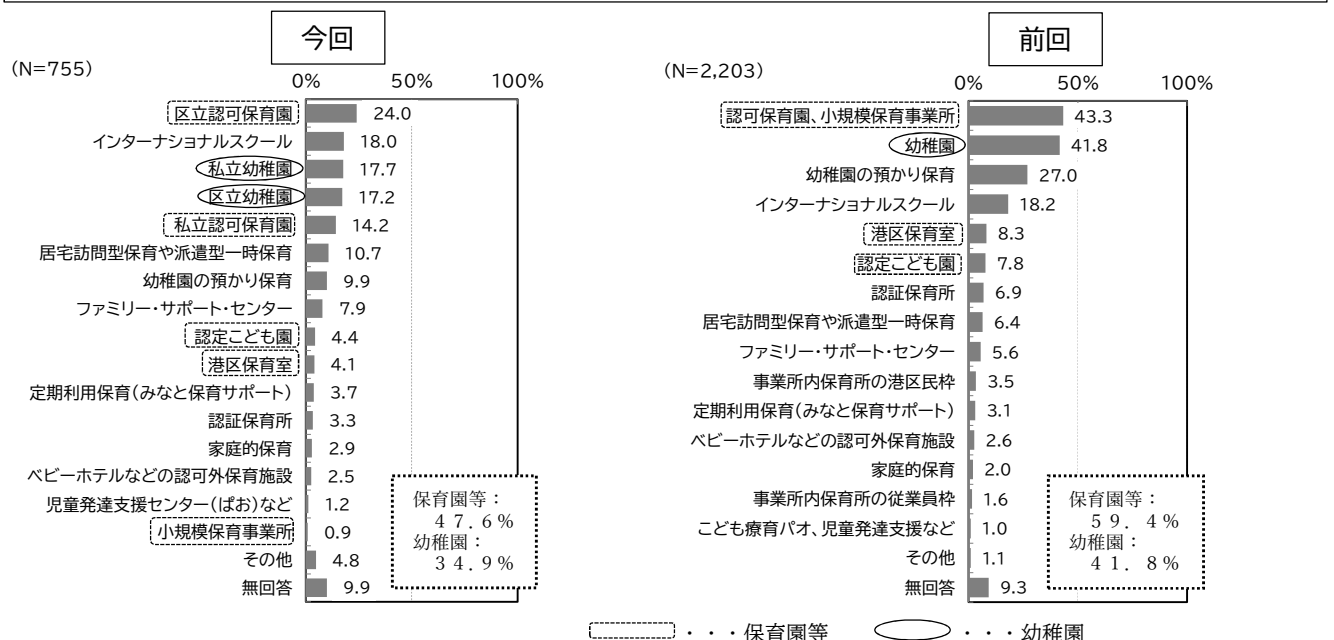 今回
(N=755)
0% 50% 100%
区立認可保育園 24.0
インターナショナルスクール 18.0
私立幼稚園 17.7
区立幼稚園 17.2
私立認可保育園 14.2
居宅訪問型保育や派遣型一時保育 10.7
幼稚園の預かり保育 9.9
ファミリー・サポート・センター 7.9
認定こども園 4.4
港区保育室 4.1
定期利用保育(みなと保育サポート) 3.7
認証保育所 3.3
家庭的保育 2.9
ベビーホテルなどの認可外保育施設 2.5
児童発達支援センター(ぱお)など 1.2
小規模保育事業所 0.9
その他 4.8
無回答 9.9
保育園等:
47.6%
幼稚園:
34.9%
前回
(N=2,203)
0% 50% 100%
認可保育園、小規模保育事業所 43.3
幼稚園 41.8
幼稚園の預かり保育 27.0
インターナショナルスクール 18.2
港区保育室 8.3
認定こども園 7.8
認証保育所 6.9
居宅訪問型保育や派遣型一時保育 6.4
ファミリー・サポート・センター 5.6
事業所内保育所の港区民枠 3.5
定期利用保育(みなと保育サポート) 3.1
ベビーホテルなどの認可外保育施設 2.6
家庭的保育 2.0
事業所内保育所の従業員枠 1.6
こども療育パオ、児童発達支援など 1.0
その他 1.1
無回答 9.3
保育園等:
59.4%
幼稚園:
41.8%
・・・保育園等 ・・・幼稚園